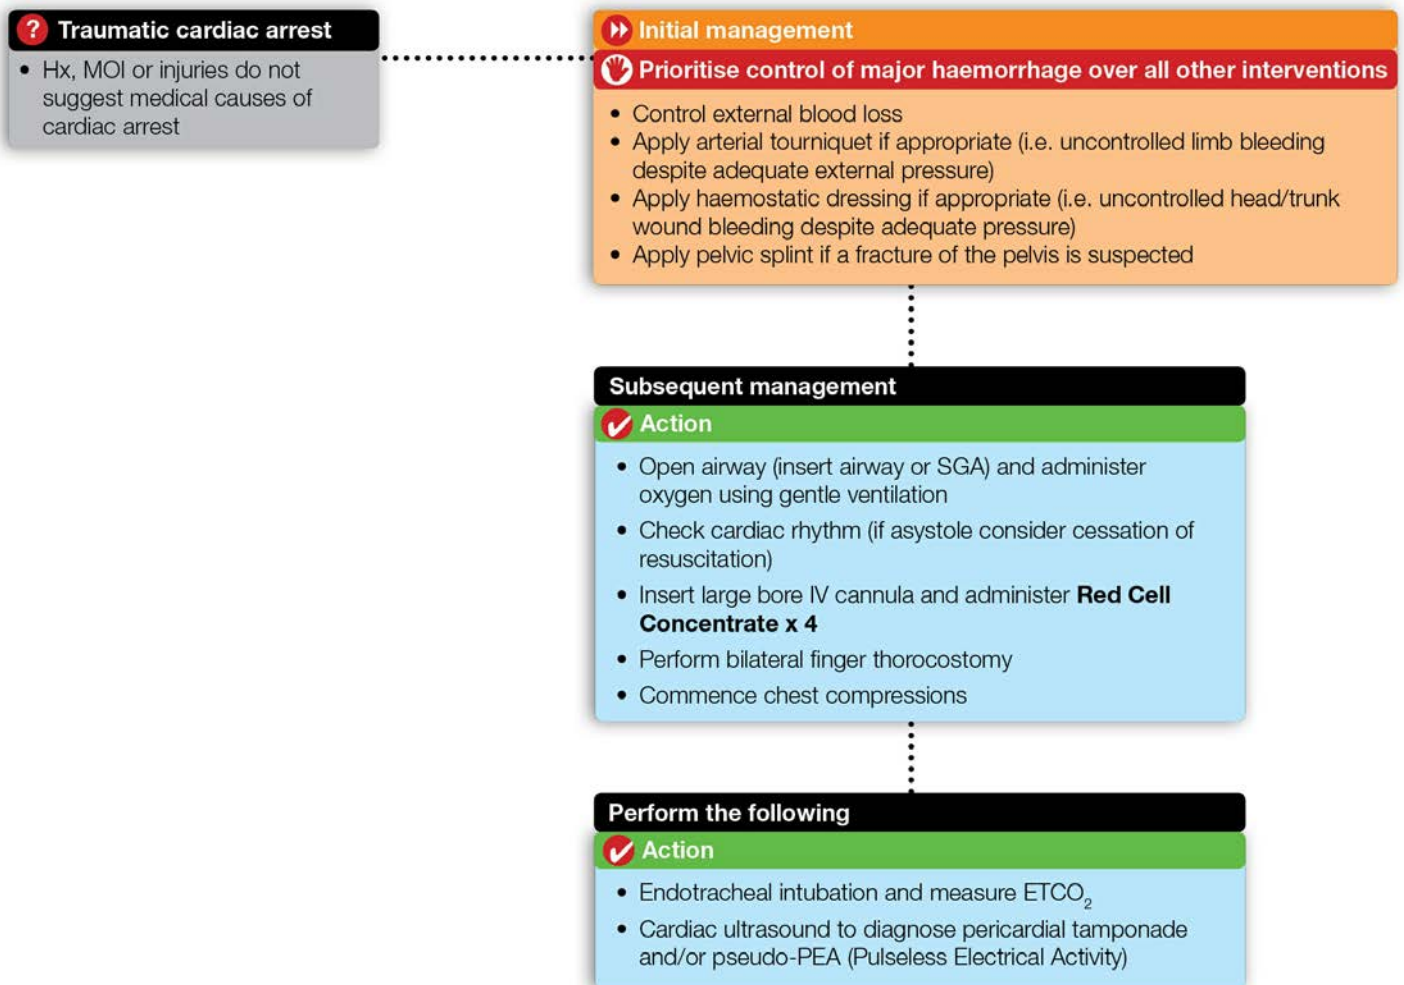 ? Traumatic cardiac arrest
• Hx, MOI or injuries do not
suggest medical causes of
cardiac arrest
Initial management
Prioritise control of major haemorrhage over all other interventions
• Control external blood loss
• Apply arterial tourniquet if appropriate (i.e. uncontrolled limb bleeding
despite adequate external pressure)
• Apply haemostatic dressing if appropriate (i.e. uncontrolled head/trunk
wound bleeding despite adequate pressure)
• Apply pelvic splint if a fracture of the pelvis is suspected
Subsequent management
Action
• Open airway (insert airway or SGA) and administer
oxygen using gentle ventilation
• Check cardiac rhythm (if asystole consider cessation of
resuscitation)
• Insert large bore IV cannula and administer Red Cell
Concentrate x 4
• Perform bilateral finger thorocostomy
• Commence chest compressions
Perform the following
Action
• Endotracheal intubation and measure ETCO₂
• Cardiac ultrasound to diagnose pericardial tamponade
and/or pseudo-PEA (Pulseless Electrical Activity)